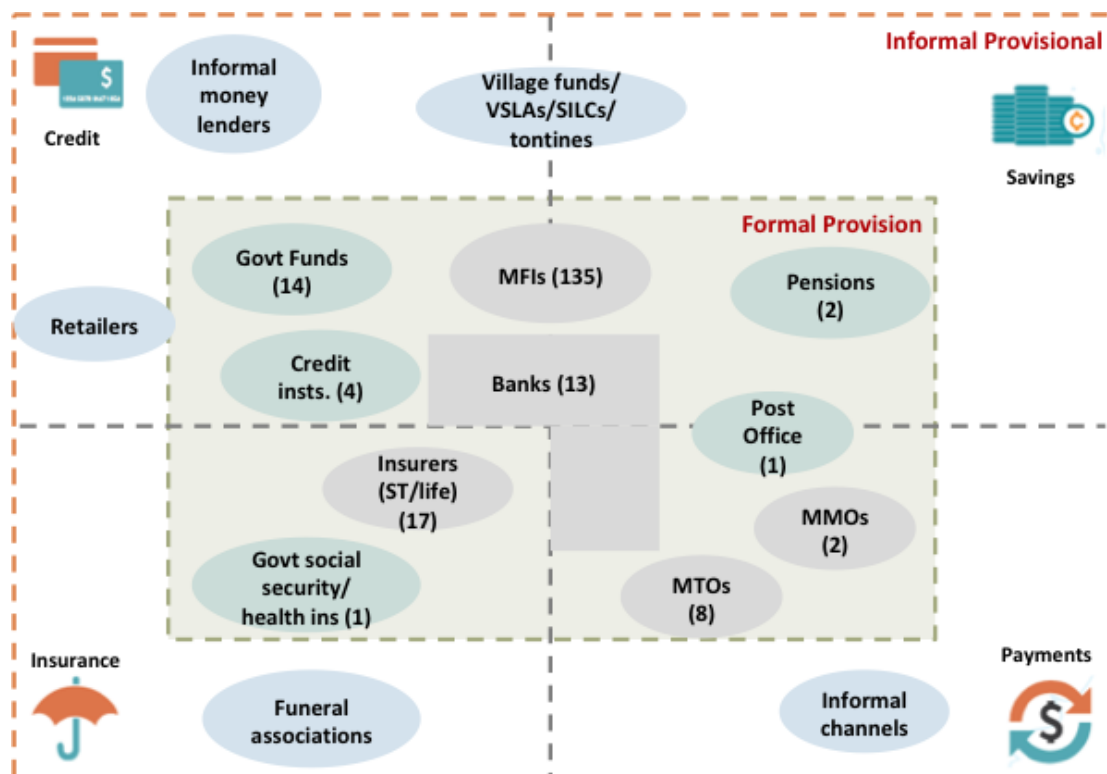 Informal Provisional
Informal
money
lenders
Village funds/
VSLAs/SILCs/
tontines
$
Credit
Savings
Formal Provision
Govt Funds
(14)
MFIs (135)
Pensions
(2)
Retailers
Credit
insts. (4)
Banks (13)
Post
Office
(1)
Insurers
(ST/life)
(17)
MMOs
(2)
Govt social
security/
health ins (1)
MTOs
(8)
Insurance
Payments
Funeral
associations
Informal
channels
$